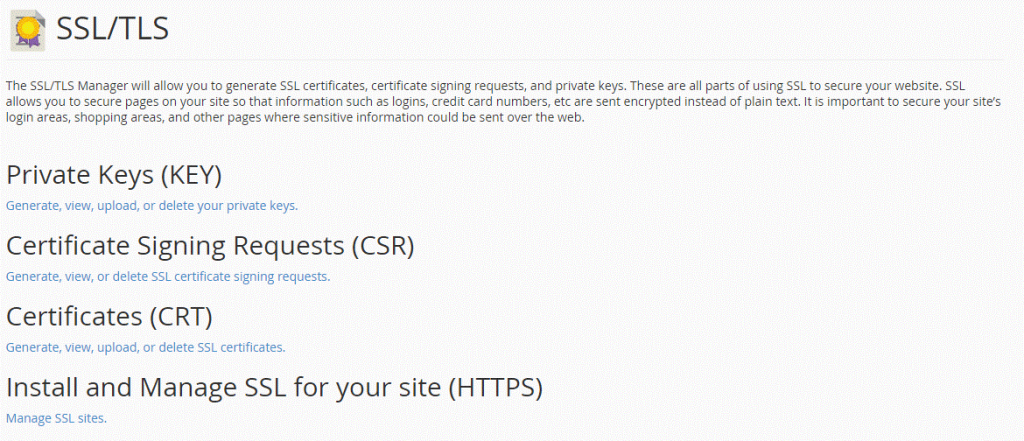 SSL/TLS
The SSL/TLS Manager will allow you to generate SSL certificates, certificate signing requests, and private keys. These are all parts of using SSL to secure your website. SSL
allows you to secure pages on your site so that information such as logins, credit card numbers, etc are sent encrypted instead of plain text. It is important to secure your site’s
login areas, shopping areas, and other pages where sensitive information could be sent over the web.
Private Keys (KEY)
Generate, view, upload, or delete your private keys.
Certificate Signing Requests (CSR)
Generate, view, or delete SSL certificate signing requests.
Certificates (CRT)
Generate, view, upload, or delete SSL certificates.
Install and Manage SSL for your site (HTTPS)
Manage SSL sites.